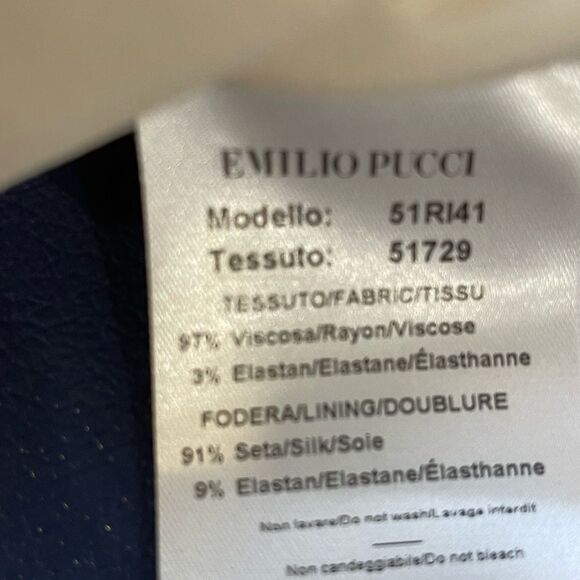 EMILIO PUCCI
Modello: 51RI41
Tessuto: 51729
TESSUTO/FABRIC/TISSU
97% Viscosa/Rayon/Viscose
3% Elastan/Elastane/Élasthanne
FODERA/LINING/DOUBLURE
91% Seta/Silk/Soie
9% Elastan/Elastane/Élasthanne
Non lavare/Do not wash/Lavage interdit
Non candeggiabile/Do not bleach